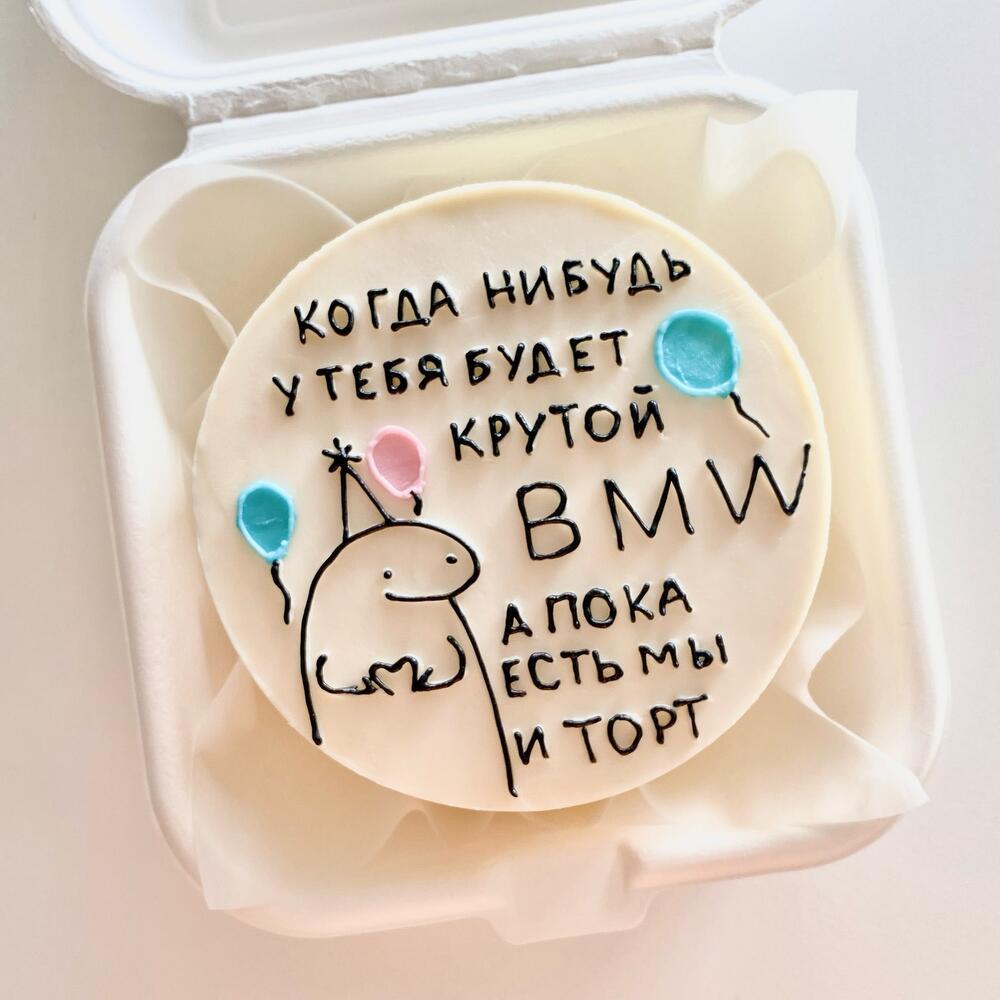 КОГДА НИБУДЬ
У ТЕБЯ БУДЕТ
КРУТОЙ
BMW
А ПОКА
ЕСТЬ МЫ
И ТОРТ